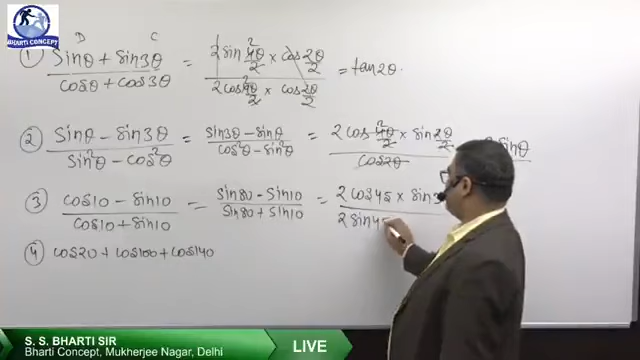 BHARTI CONCEPT
D C
① (sinθ + sin3θ)/(cosθ + cos3θ) = (2 sin 4θ/2 × cos 2θ/2)/(2 cos 4θ/2 × cos 2θ/2) = tan2θ.
② (sinθ − sin3θ)/(sin²θ − cos²θ) = (sin3θ − sinθ)/(cos²θ − sin²θ) = (2 cos 4θ/2 × sin 2θ/2)/(cos2θ) sinθ
③ (cos10 − sin10)/(cos10 + sin10) = (sin80 − sin10)/(sin80 + sin10) = (2 cos45 × sin3)/(2 sin45)
④ cos20 + cos100 + cos140
S. S. BHARTI SIR
Bharti Concept, Mukherjee Nagar, Delhi
LIVE